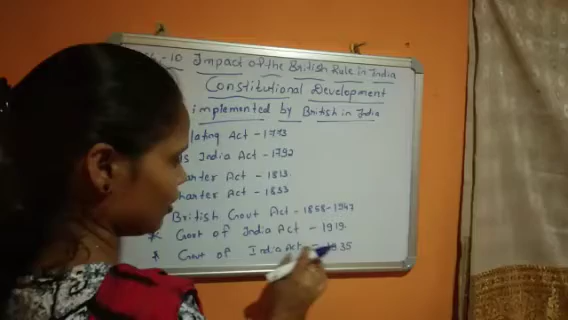 - 10 Impact of the British Rule in India
Constitutional Development
implemented by British in India
lating Act - 1773
s India Act - 1792
arter Act - 1813
harter Act - 1833
British Govt Act - 1858-1947
* Govt of India Act - 1919
* Govt of India Act - 1935